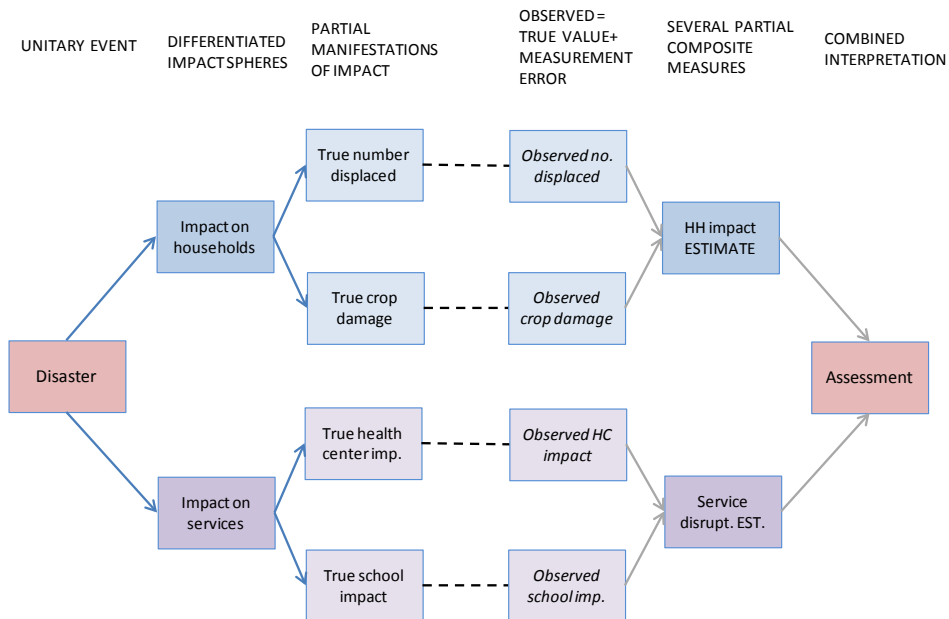 UNITARY EVENT
DIFFERENTIATED
IMPACT SPHERES
PARTIAL
MANIFESTATIONS
OF IMPACT
OBSERVED =
TRUE VALUE+
MEASUREMENT
ERROR
SEVERAL PARTIAL
COMPOSITE
MEASURES
COMBINED
INTERPRETATION
True number
displaced
Observed no.
displaced
Impact on
households
HH impact
ESTIMATE
True crop
damage
Observed
crop damage
Disaster
Assessment
True health
center imp.
Observed HC
impact
Impact on
services
Service
disrupt. EST.
True school
impact
Observed
school imp.